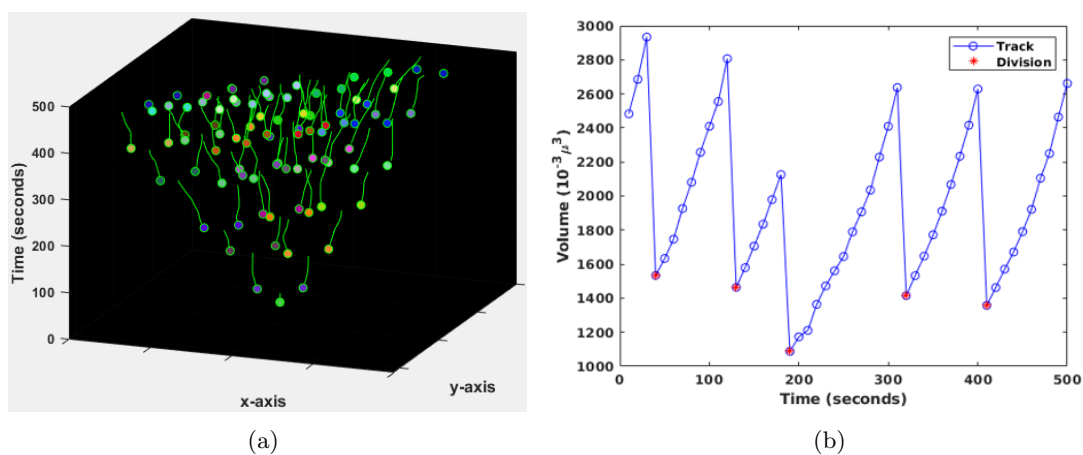 500
400
300
200
100
0
Time (seconds)
x-axis
y-axis
(a)
3000
2800
2600
2400
2200
2000
1800
1600
1400
1200
1000
Volume (10⁻³μ³)
Track
Division
0 100 200 300 400 500
Time (seconds)
(b)